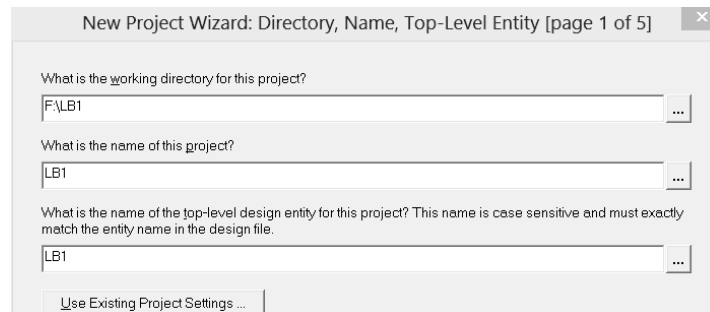 New Project Wizard: Directory, Name, Top-Level Entity [page 1 of 5]
What is the working directory for this project?
F:\LB1
...
What is the name of this project?
LB1
...
What is the name of the top-level design entity for this project? This name is case sensitive and must exactly
match the entity name in the design file.
LB1
...
Use Existing Project Settings ...